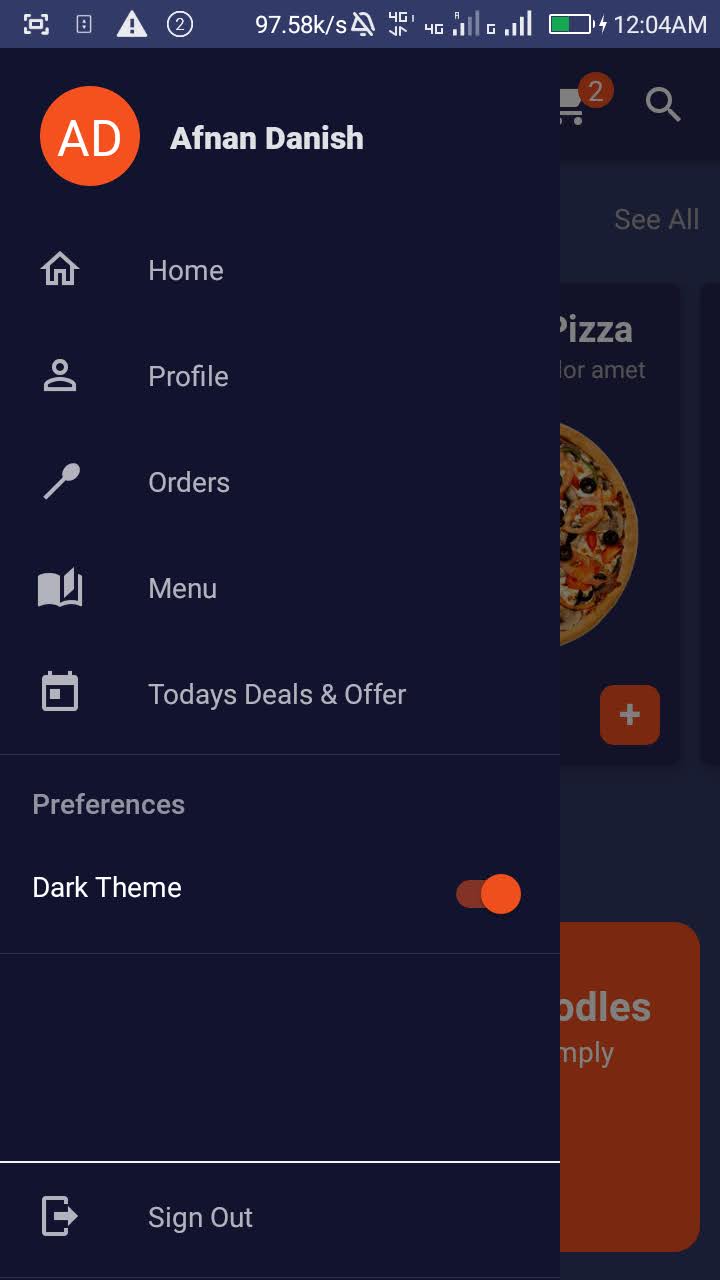 2 97.58k/s 4G 4G R G 12:04AM
2
AD Afnan Danish
See All
Home
Pizza
lor amet
Profile
Orders
Menu
Todays Deals & Offer
+
Preferences
Dark Theme
odles
mply
Sign Out